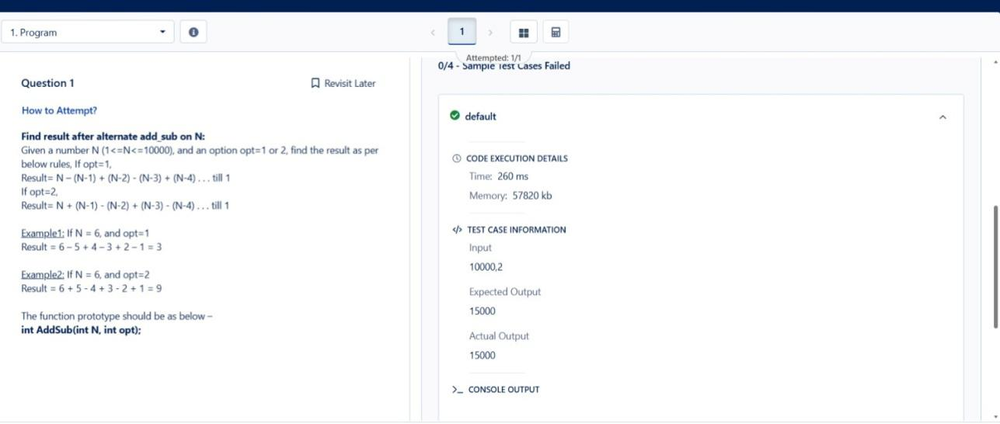 1. Program
1
Attempted: 1/1
Question 1
Revisit Later
How to Attempt?
Find result after alternate add_sub on N:
Given a number N (1<=N<=10000), and an option opt=1 or 2, find the result as per
below rules, If opt=1,
Result= N – (N-1) + (N-2) - (N-3) + (N-4) . . . till 1
If opt=2,
Result= N + (N-1) - (N-2) + (N-3) - (N-4) . . . till 1
Example1: If N = 6, and opt=1
Result = 6 – 5 + 4 – 3 + 2 – 1 = 3
Example2: If N = 6, and opt=2
Result = 6 + 5 - 4 + 3 - 2 + 1 = 9
The function prototype should be as below –
int AddSub(int N, int opt);
0/4 - Sample Test Cases Failed
default
CODE EXECUTION DETAILS
Time: 260 ms
Memory: 57820 kb
</> TEST CASE INFORMATION
Input
10000,2
Expected Output
15000
Actual Output
15000
>_ CONSOLE OUTPUT